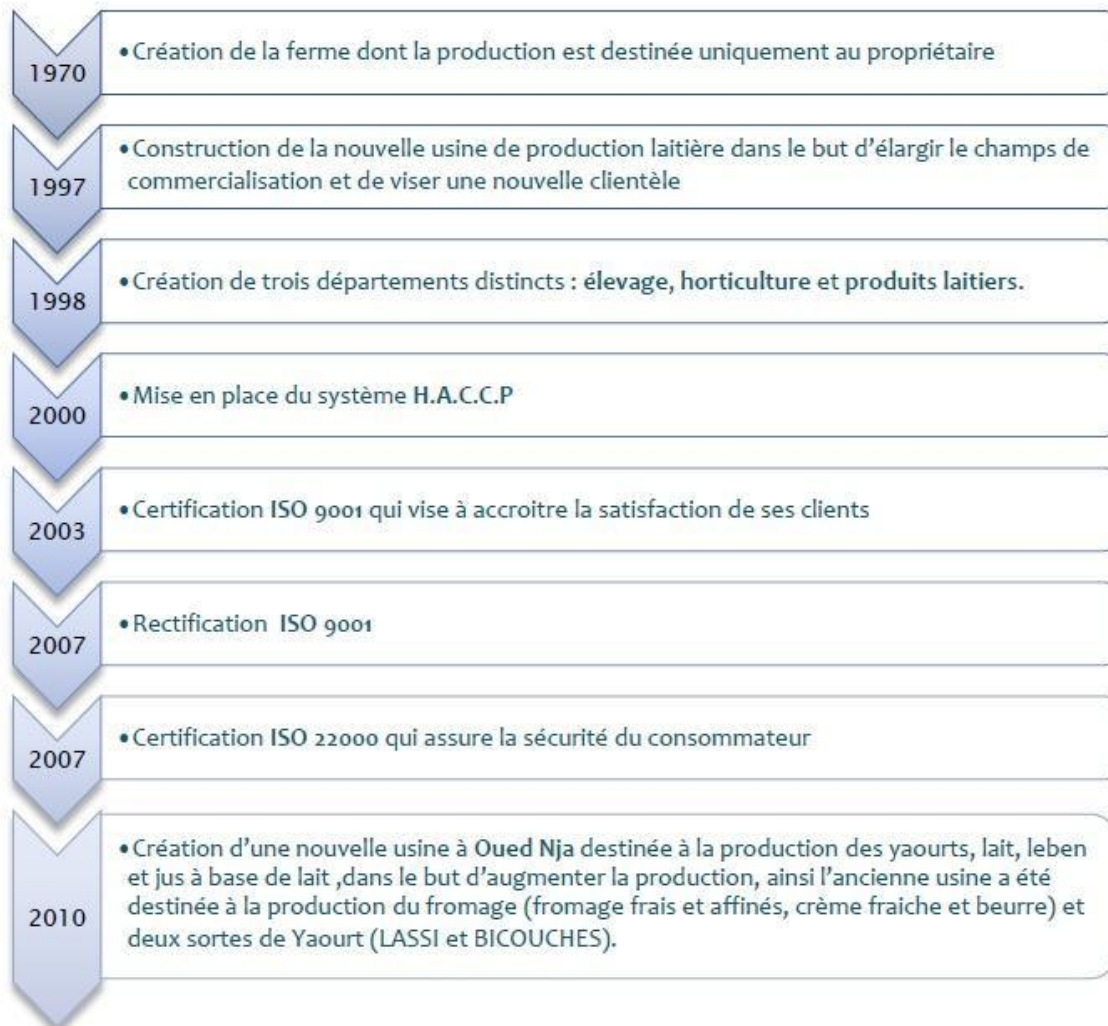 1970
•Création de la ferme dont la production est destinée uniquement au propriétaire
1997
•Construction de la nouvelle usine de production laitière dans le but d'élargir le champs de
commercialisation et de viser une nouvelle clientèle
1998
•Création de trois départements distincts : élevage, horticulture et produits laitiers.
2000
•Mise en place du système H.A.C.C.P
2003
•Certification ISO 9001 qui vise à accroitre la satisfaction de ses clients
2007
•Rectification ISO 9001
2007
•Certification ISO 22000 qui assure la sécurité du consommateur
2010
•Création d'une nouvelle usine à Oued Nja destinée à la production des yaourts, lait, leben
et jus à base de lait ,dans le but d'augmenter la production, ainsi l'ancienne usine a été
destinée à la production du fromage (fromage frais et affinés, crème fraiche et beurre) et
deux sortes de Yaourt (LASSI et BICOUCHES).